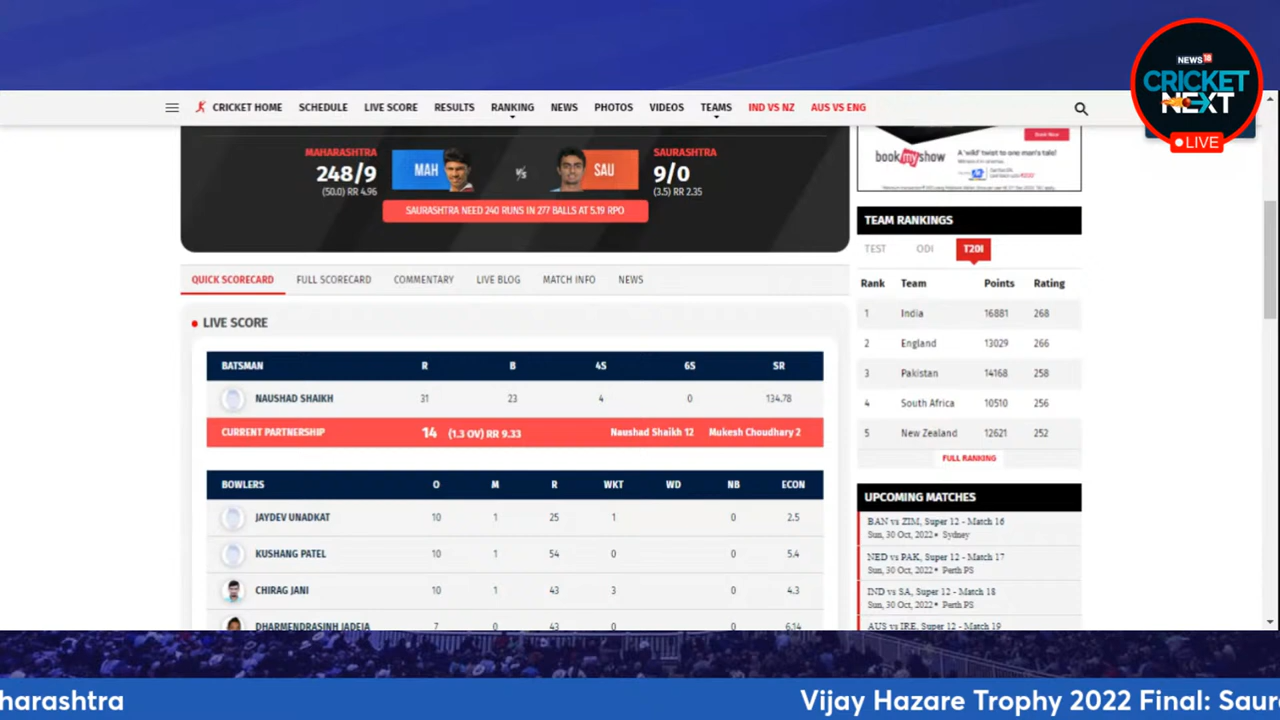 NEWS18
CRICKET
NEXT
LIVE
CRICKET HOME SCHEDULE LIVE SCORE RESULTS RANKING NEWS PHOTOS VIDEOS TEAMS IND VS NZ AUS VS ENG
MAHARASHTRA
248/9
(50.0) RR 4.96
MAH
VS
SAU
SAURASHTRA
9/0
(3.5) RR 2.35
SAURASHTRA NEED 240 RUNS IN 277 BALLS AT 5.19 RPO
Book Now
bookmyshow
A 'wild' twist to one man's tale!
TEAM RANKINGS
TEST ODI T20I
Rank Team Points Rating
1 India 16881 268
2 England 13029 266
3 Pakistan 14168 258
4 South Africa 10510 256
5 New Zealand 12621 252
FULL RANKING
QUICK SCORECARD FULL SCORECARD COMMENTARY LIVE BLOG MATCH INFO NEWS
LIVE SCORE
BATSMAN R B 4S 6S SR
NAUSHAD SHAIKH 31 23 4 0 134.78
CURRENT PARTNERSHIP 14 (1.3 OV) RR 9.33 Naushad Shaikh 12 Mukesh Choudhary 2
BOWLERS O M R WKT WD NB ECON
JAYDEV UNADKAT 10 1 25 1 0 2.5
KUSHANG PATEL 10 1 54 0 0 5.4
CHIRAG JANI 10 1 43 3 0 4.3
DHARMENDRASINH JADEJA 7 0 43 0 0 6.14
UPCOMING MATCHES
BAN vs ZIM, Super 12 - Match 16
Sun, 30 Oct, 2022 • Sydney
NED vs PAK, Super 12 - Match 17
Sun, 30 Oct, 2022 • Perth PS
IND vs SA, Super 12 - Match 18
Sun, 30 Oct, 2022 • Perth PS
AUS vs IRE, Super 12 - Match 19
harashtra
Vijay Hazare Trophy 2022 Final: Saur